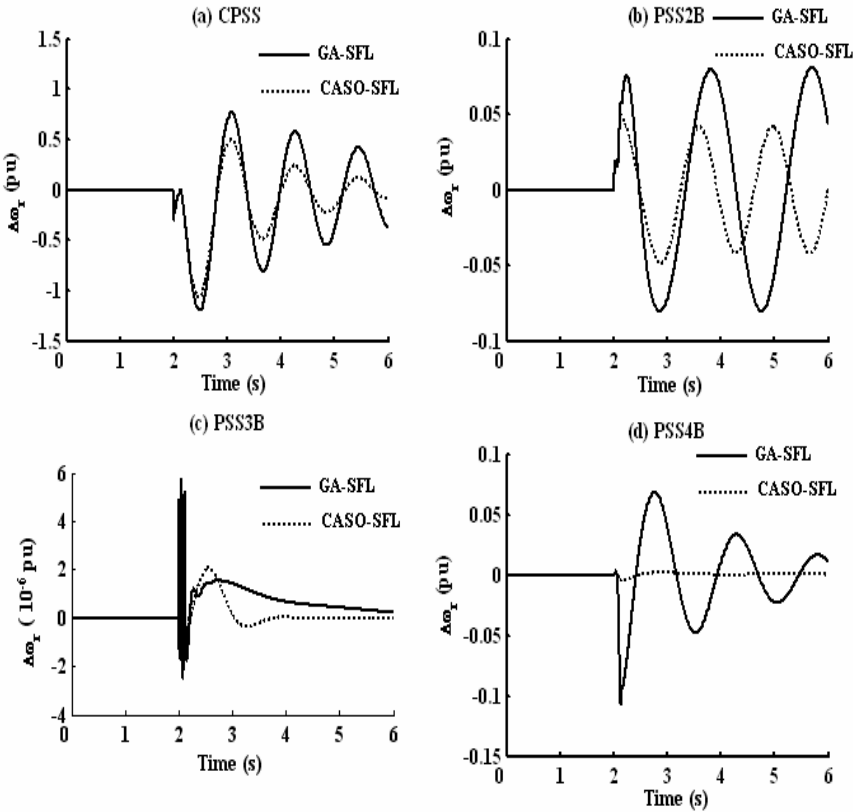 (a) CPSS
GA-SFL
CASO-SFL
1.5
1
0.5
0
-0.5
-1
-1.5
Δω_r (pu)
0 1 2 3 4 5 6
Time (s)
(b) PSS2B
GA-SFL
CASO-SFL
0.1
0.05
0
-0.05
-0.1
Δω_r (pu)
0 1 2 3 4 5 6
Time (s)
(c) PSS3B
GA-SFL
CASO-SFL
6
4
2
0
-2
-4
Δω_r ( 10⁻⁶ pu)
0 1 2 3 4 5 6
Time (s)
(d) PSS4B
GA-SFL
CASO-SFL
0.1
0.05
0
-0.05
-0.1
-0.15
Δω_r (pu)
0 1 2 3 4 5 6
Time (s)